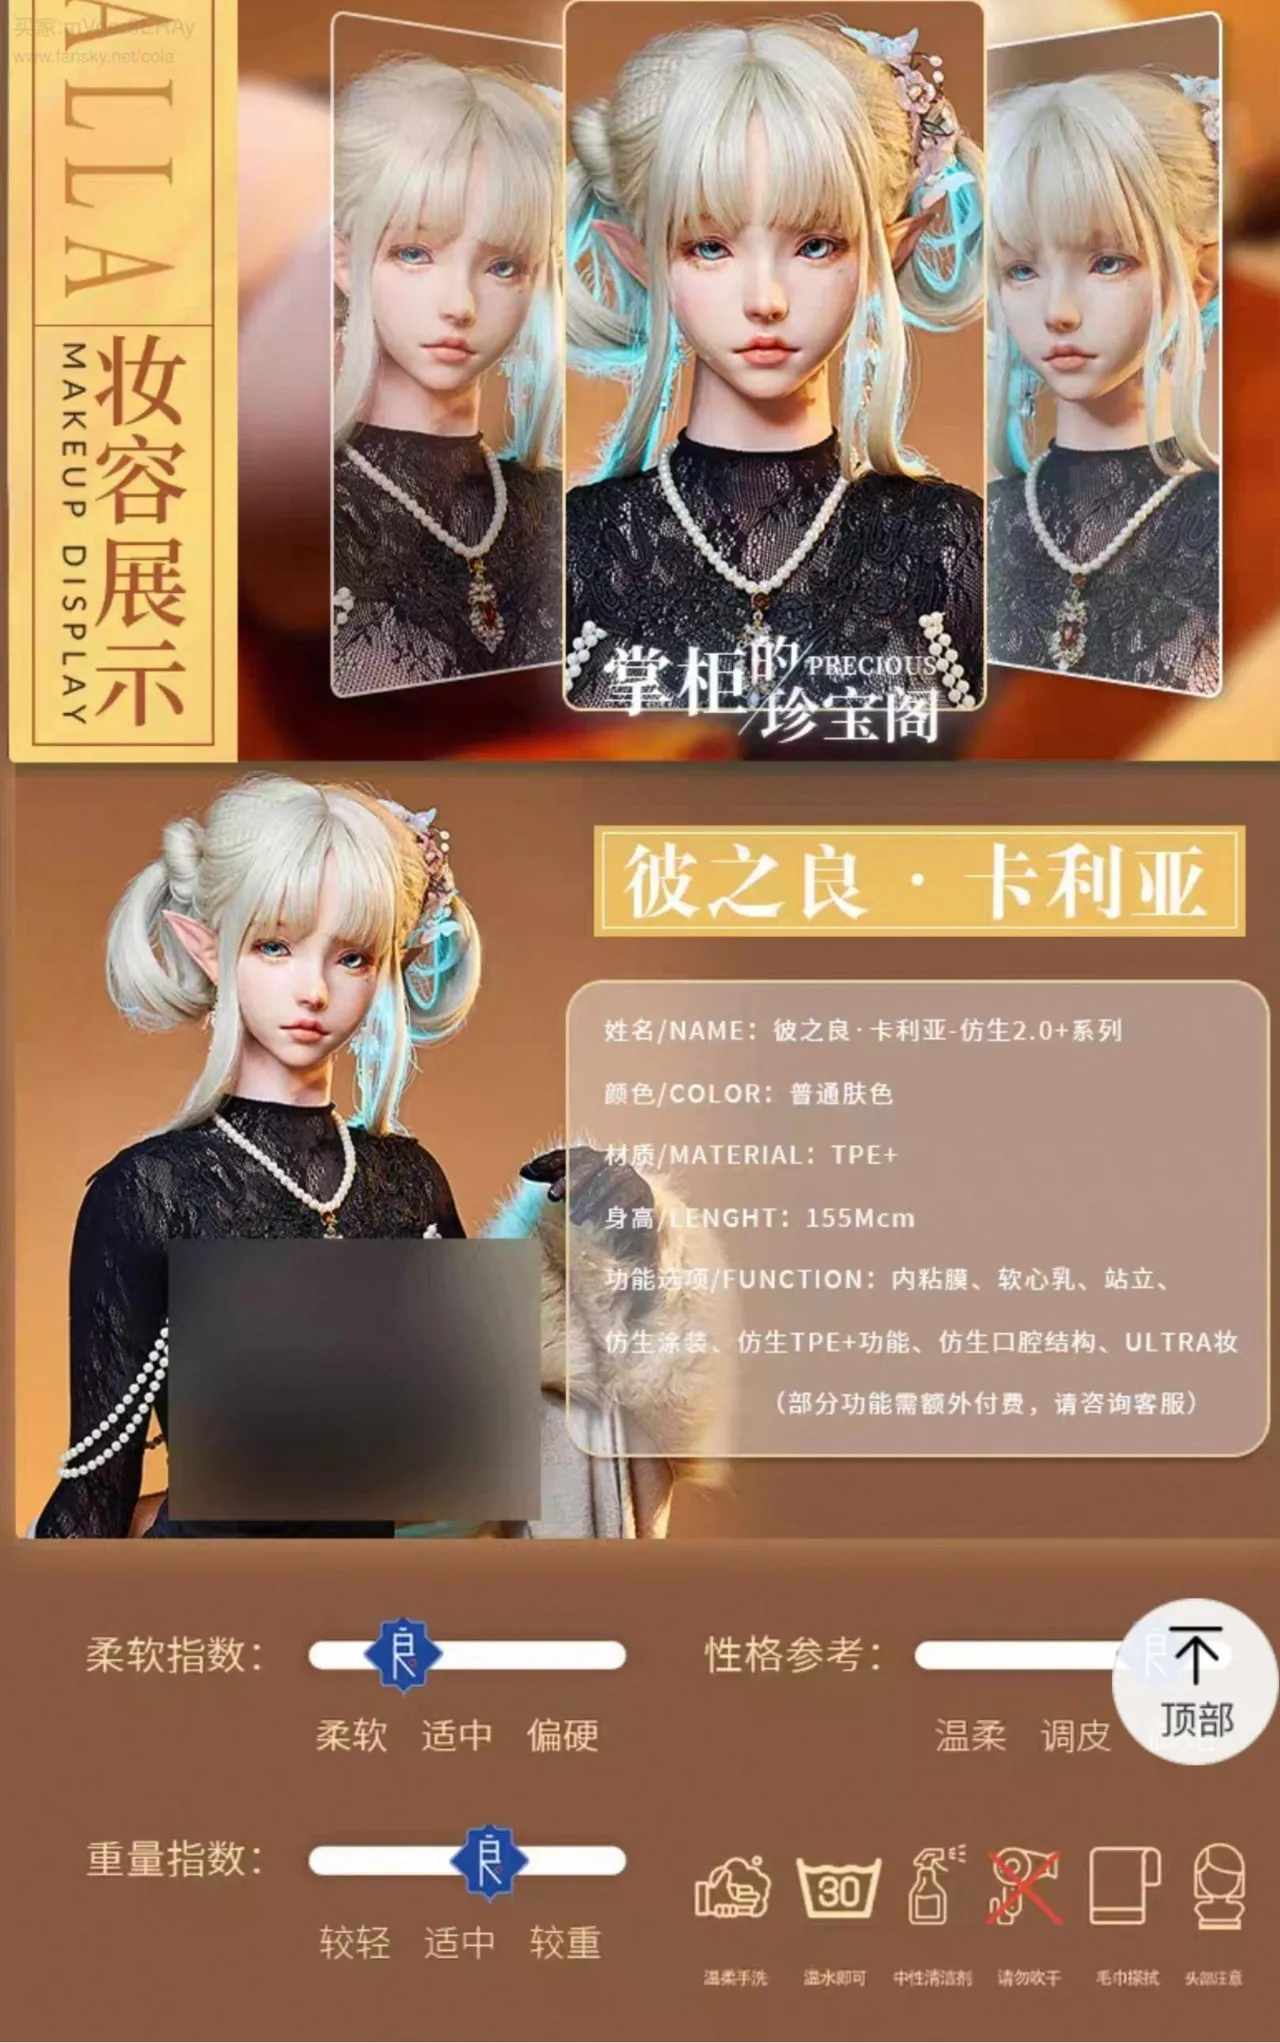 www.fansky.net/cola
ALLA
妆容展示
MAKEUP DISPLAY
掌柜的
PRECIOUS
珍宝阁
彼之良·卡利亚
姓名/NAME：彼之良·卡利亚-仿生2.0+系列
颜色/COLOR：普通肤色
材质/MATERIAL：TPE+
身高/LENGHT：155Mcm
功能选项/FUNCTION：内粘膜、软心乳、站立、
仿生涂装、仿生TPE+功能、仿生口腔结构、ULTRA妆
（部分功能需额外付费，请咨询客服）
柔软指数：
良
柔软 适中 偏硬
性格参考：
良
温柔 调皮
顶部
重量指数：
良
较轻 适中 较重
30
温柔手洗 温水即可 中性清洁剂 请勿吹干 毛巾擦拭 头部注意